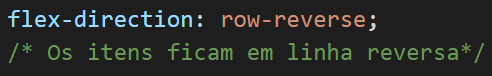 flex-direction: row-reverse;
/* Os itens ficam em linha reversa*/